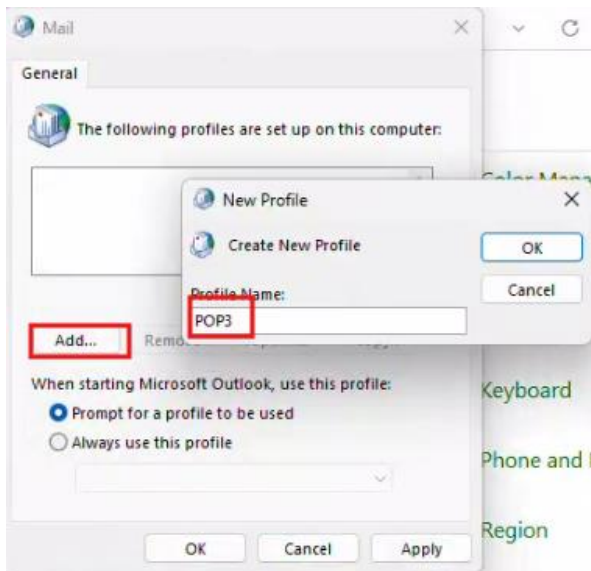 Mail
General
The following profiles are set up on this computer:
New Profile
Create New Profile
OK
Cancel
Profile Name:
POP3
Add...
When starting Microsoft Outlook, use this profile:
Prompt for a profile to be used
Always use this profile
OK Cancel Apply
Keyboard
Phone and
Region